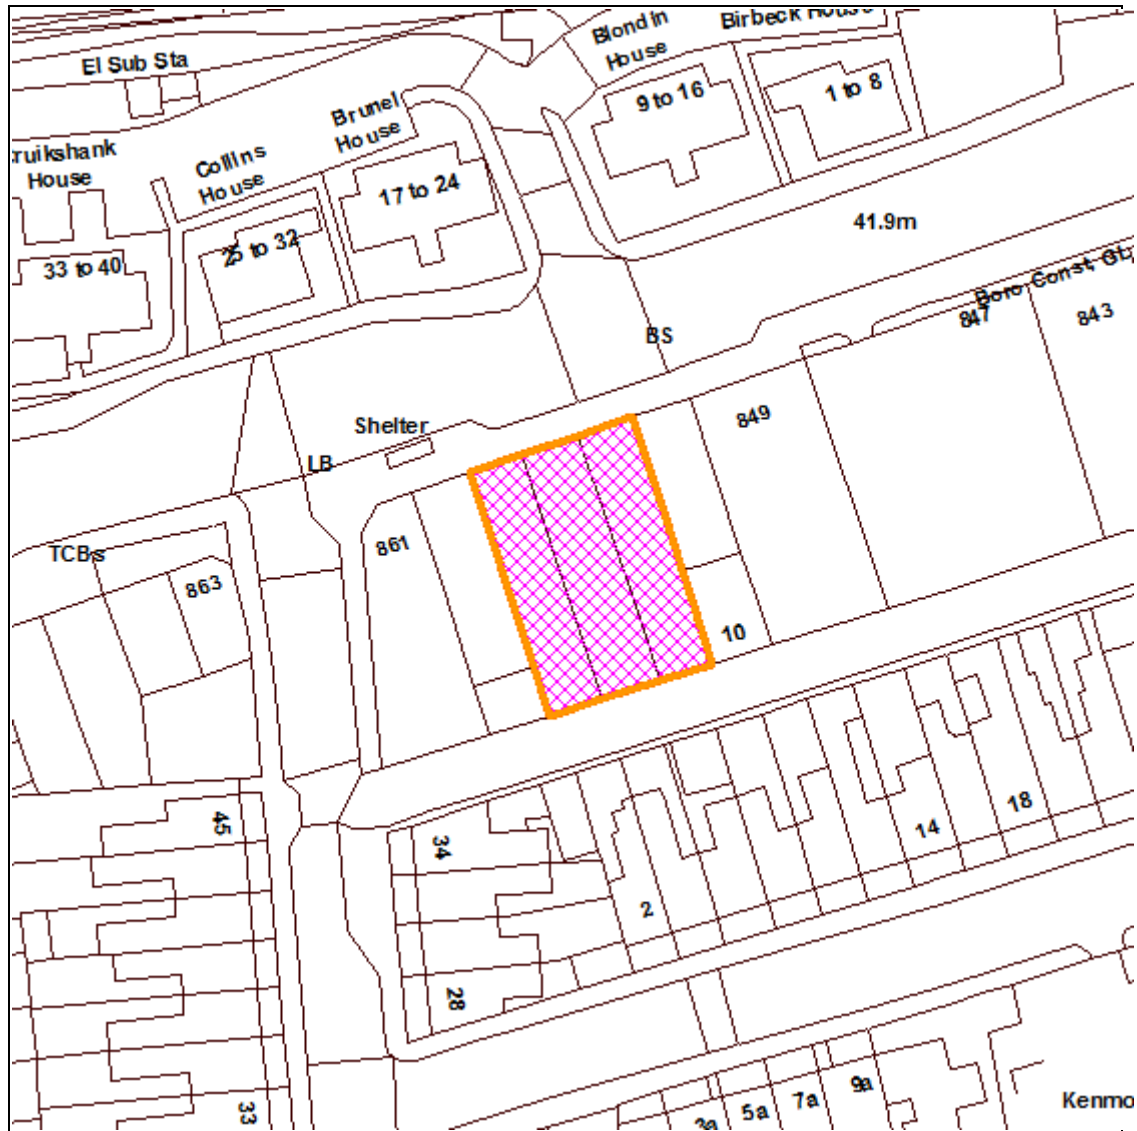 Blondin
House
Birbeck House
El Sub Sta
Brunel
House
9 to 16
1 to 8
ruikshank
House
Collins
House
17 to 24
41.9m
25 to 32
33 to 40
Boro Const
847
843
BS
849
Shelter
LB
861
TCBs
863
10
45
34
18
14
2
28
33
3a
5a
7a
9a
Kenmo